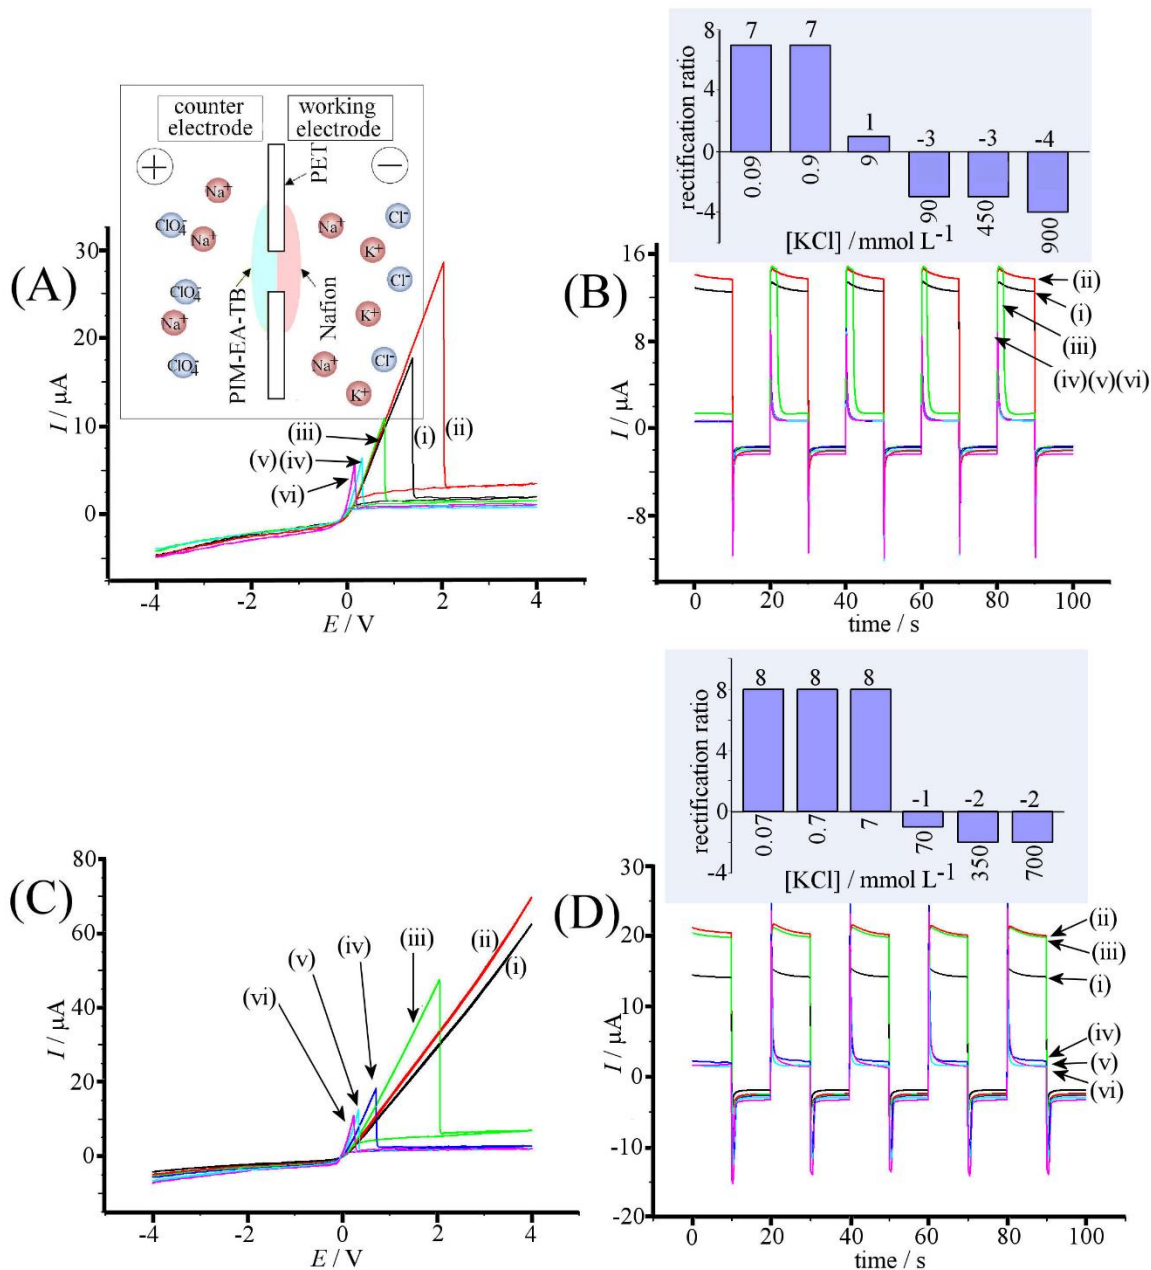 (A)
counter
electrode
working
electrode
+
−
PET
Na⁺
Na⁺
Na⁺
ClO₄⁻
ClO₄⁻
ClO₄⁻
PIM-EA-TB
Nafion
Na⁺
Na⁺
K⁺
K⁺
K⁺
Cl⁻
Cl⁻
Cl⁻
I / μA
30
20
10
0
(iii)
(i)
(ii)
(v)
(iv)
(vi)
-4
-2
0
2
4
E / V
(B)
rectification ratio
8
4
0
-4
7
7
1
-3
-3
-4
0.09
0.9
9
90
450
900
[KCl] / mmol L⁻¹
I / μA
16
8
0
-8
(ii)
(i)
(iii)
(iv)(v)(vi)
0
20
40
60
80
100
time / s
(C)
I / μA
80
60
40
20
0
(vi)
(v)
(iv)
(iii)
(ii)
(i)
-4
-2
0
2
4
E / V
(D)
rectification ratio
8
4
0
-4
8
8
8
-1
-2
-2
0.07
0.7
7
70
350
700
[KCl] / mmol L⁻¹
I / μA
30
20
10
0
-10
-20
(ii)
(iii)
(i)
(iv)
(v)
(vi)
0
20
40
60
80
100
time / s